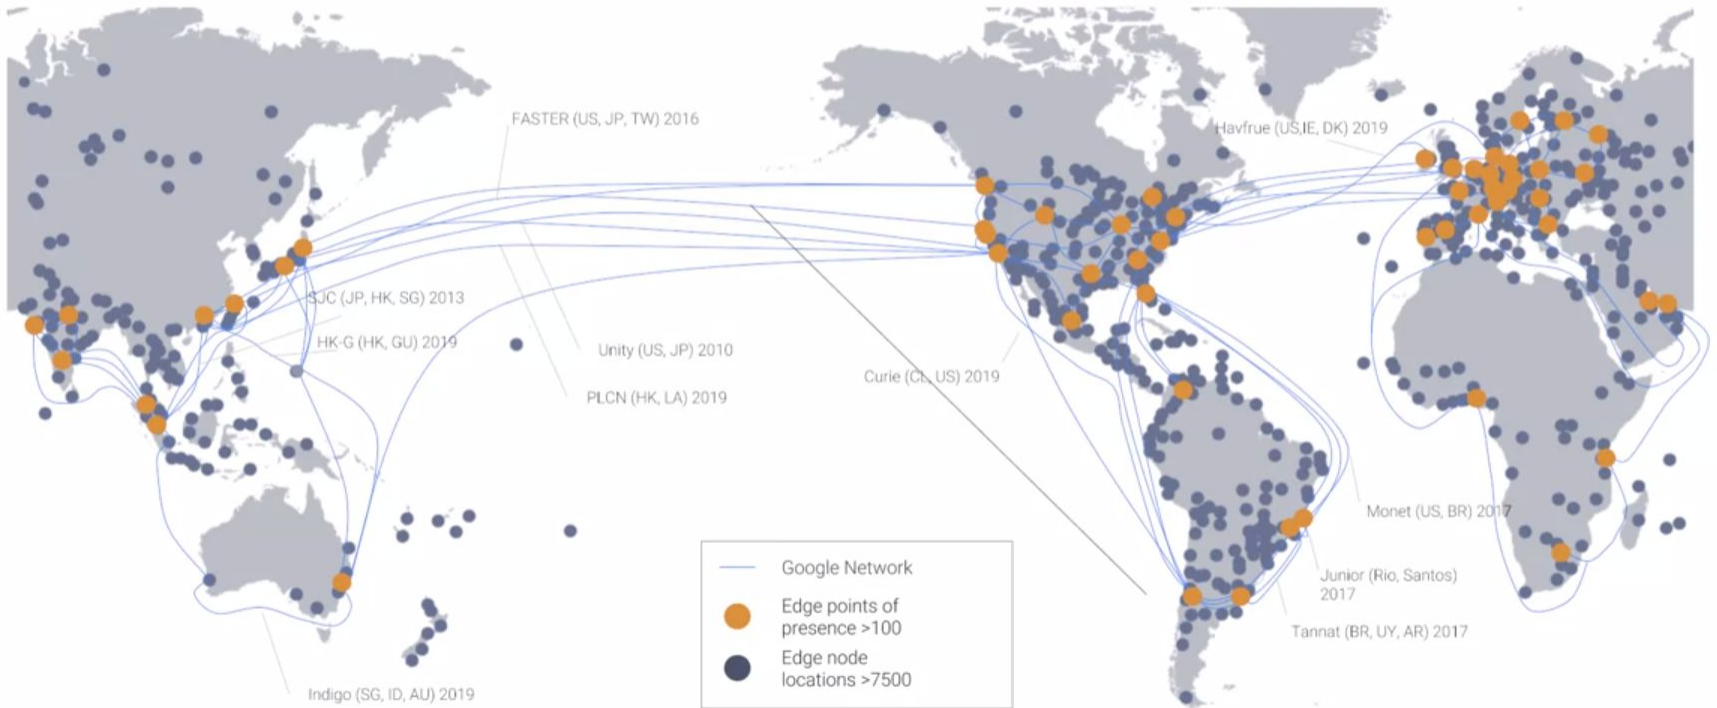 FASTER (US, JP, TW) 2016
Havfrue (US,IE, DK) 2019
SJC (JP, HK, SG) 2013
HK-G (HK, GU) 2019
Unity (US, JP) 2010
PLCN (HK, LA) 2019
Curie (CL, US) 2019
Monet (US, BR) 2017
Junior (Rio, Santos)
2017
Tannat (BR, UY, AR) 2017
Indigo (SG, ID, AU) 2019
Google Network
Edge points of
presence >100
Edge node
locations >7500